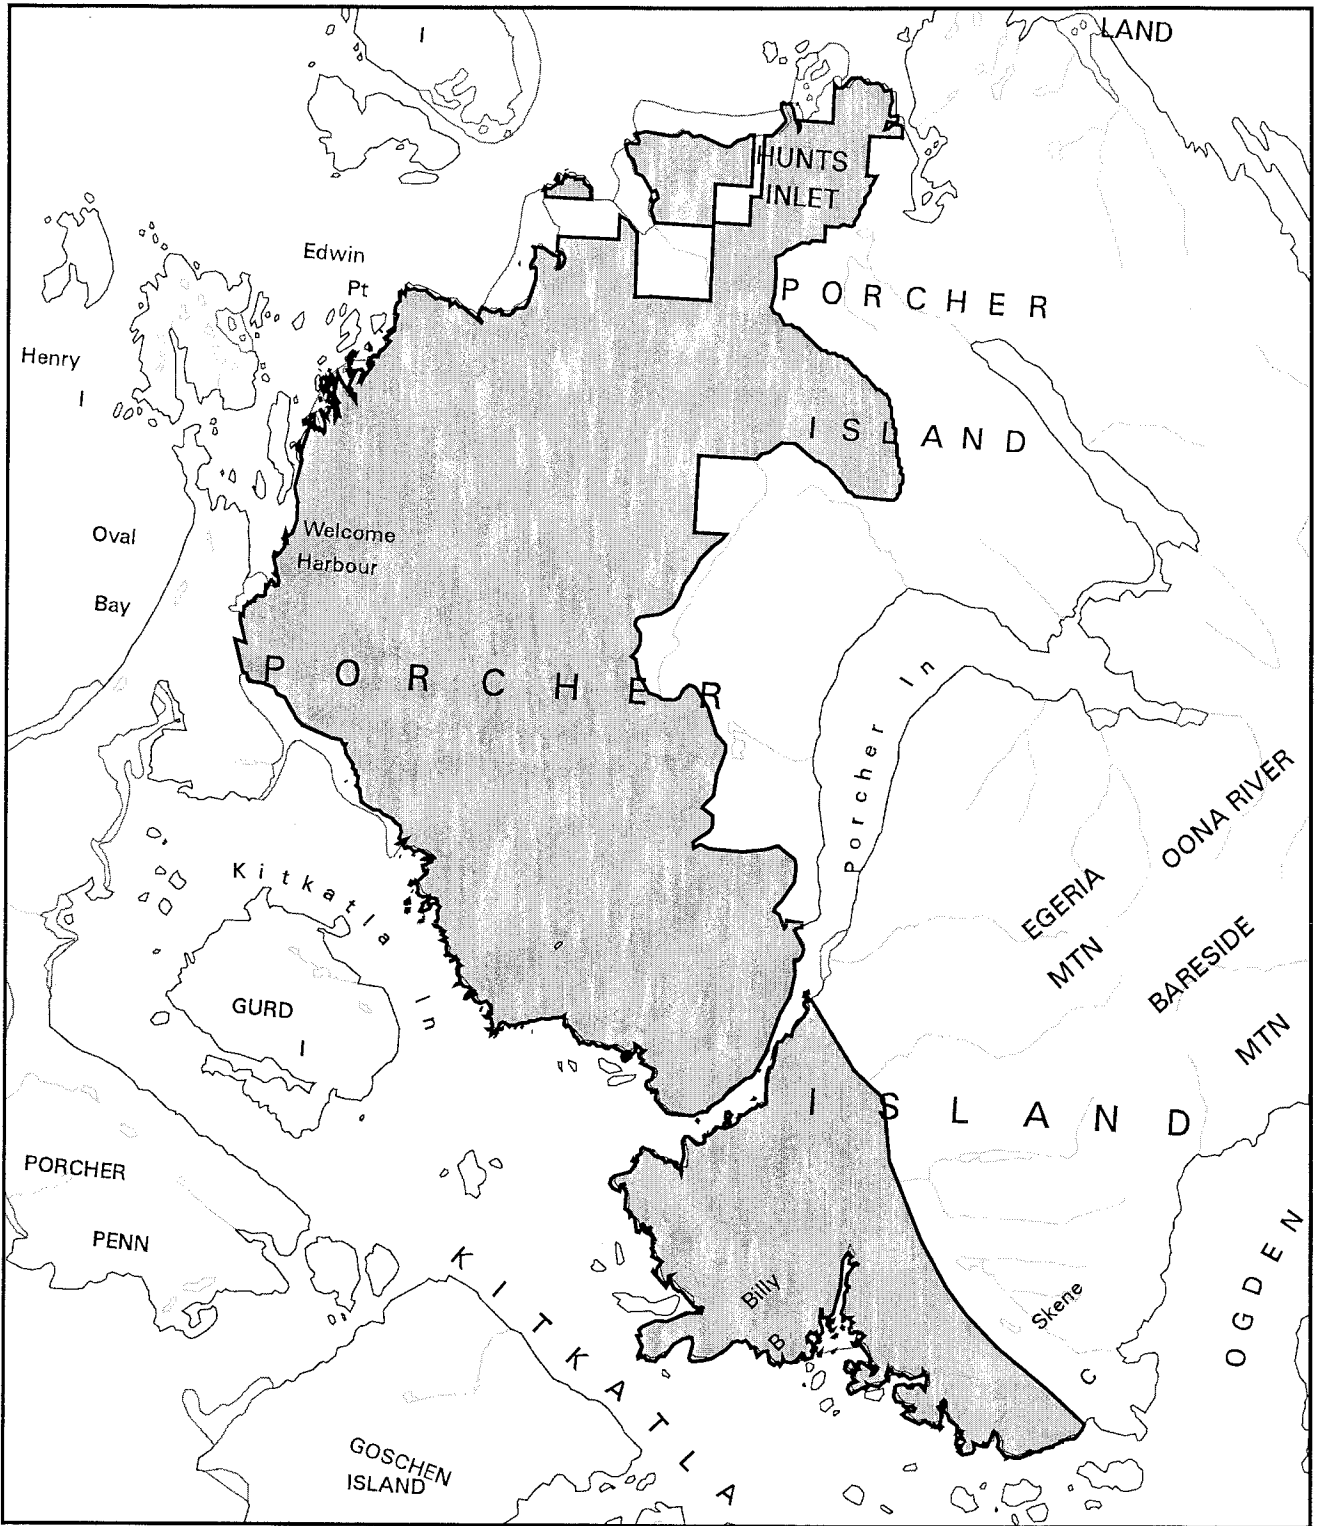 I
LAND
HUNTS
INLET
Edwin
Pt
PORCHER
ISLAND
Henry
I
Oval
Bay
Welcome
Harbour
PORCHER
Porcher In
Kitkatla In
GURD
I
EGERIA
MTN
OONA RIVER
BARESIDE
MTN
ISLAND
PORCHER
PENN
KITKATLA
Billy
B
Skene
C
OGDEN
GOSCHEN
ISLAND